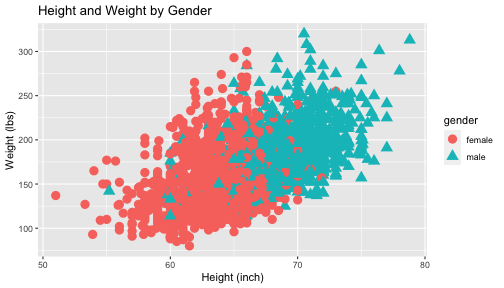 Height and Weight by Gender
Weight (lbs)
300
250
200
150
100
50
60
70
80
Height (inch)
gender
female
male